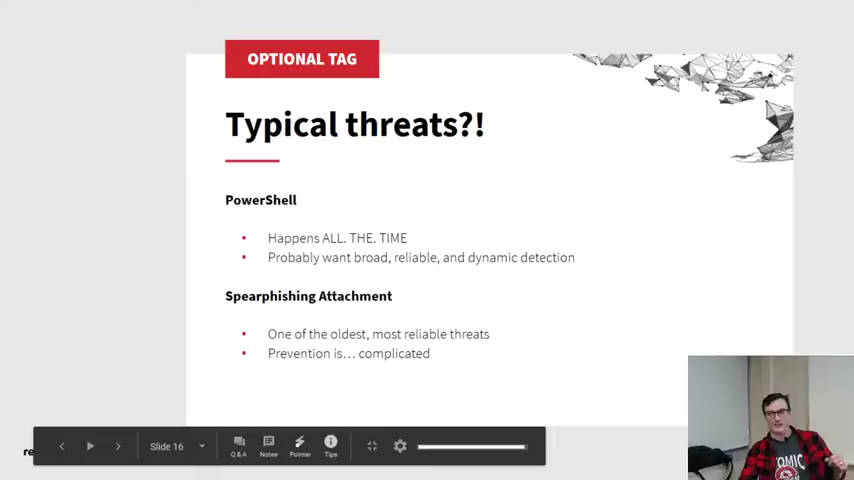 OPTIONAL TAG
Typical threats?!
PowerShell
Happens ALL. THE. TIME
Probably want broad, reliable, and dynamic detection
Spearphishing Attachment
One of the oldest, most reliable threats
Prevention is... complicated
re
Slide 16
Q & A
Notes
Pointer
Tips